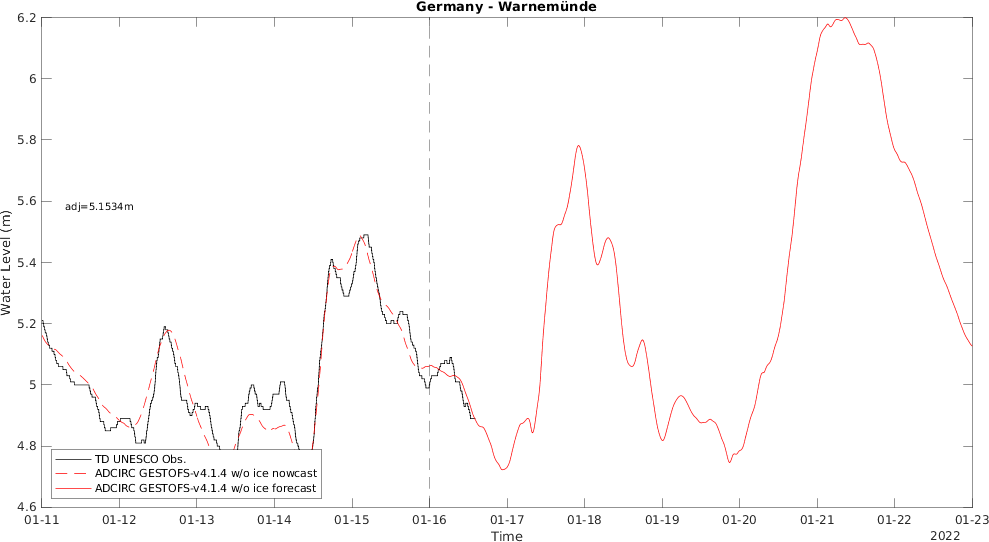 Germany - Warnemünde
6.2
6
5.8
5.6
5.4
5.2
5
4.8
4.6
Water Level (m)
adj=5.1534m
TD UNESCO Obs.
ADCIRC GESTOFS-v4.1.4 w/o ice nowcast
ADCIRC GESTOFS-v4.1.4 w/o ice forecast
01-11 01-12 01-13 01-14 01-15 01-16 01-17 01-18 01-19 01-20 01-21 01-22 01-23
Time
2022